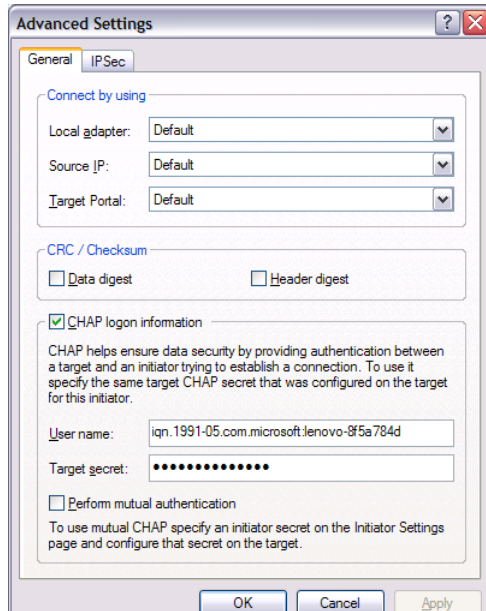 Advanced Settings
General IPSec
Connect by using
Local adapter: Default
Source IP: Default
Target Portal: Default
CRC / Checksum
Data digest Header digest
CHAP logon information
CHAP helps ensure data security by providing authentication between
a target and an initiator trying to establish a connection. To use it
specify the same target CHAP secret that was configured on the target
for this initiator.
User name: iqn.1991-05.com.microsoft:lenovo-8f5a784d
Target secret: ••••••••••••••
Perform mutual authentication
To use mutual CHAP specify an initiator secret on the Initiator Settings
page and configure that secret on the target.
OK Cancel Apply